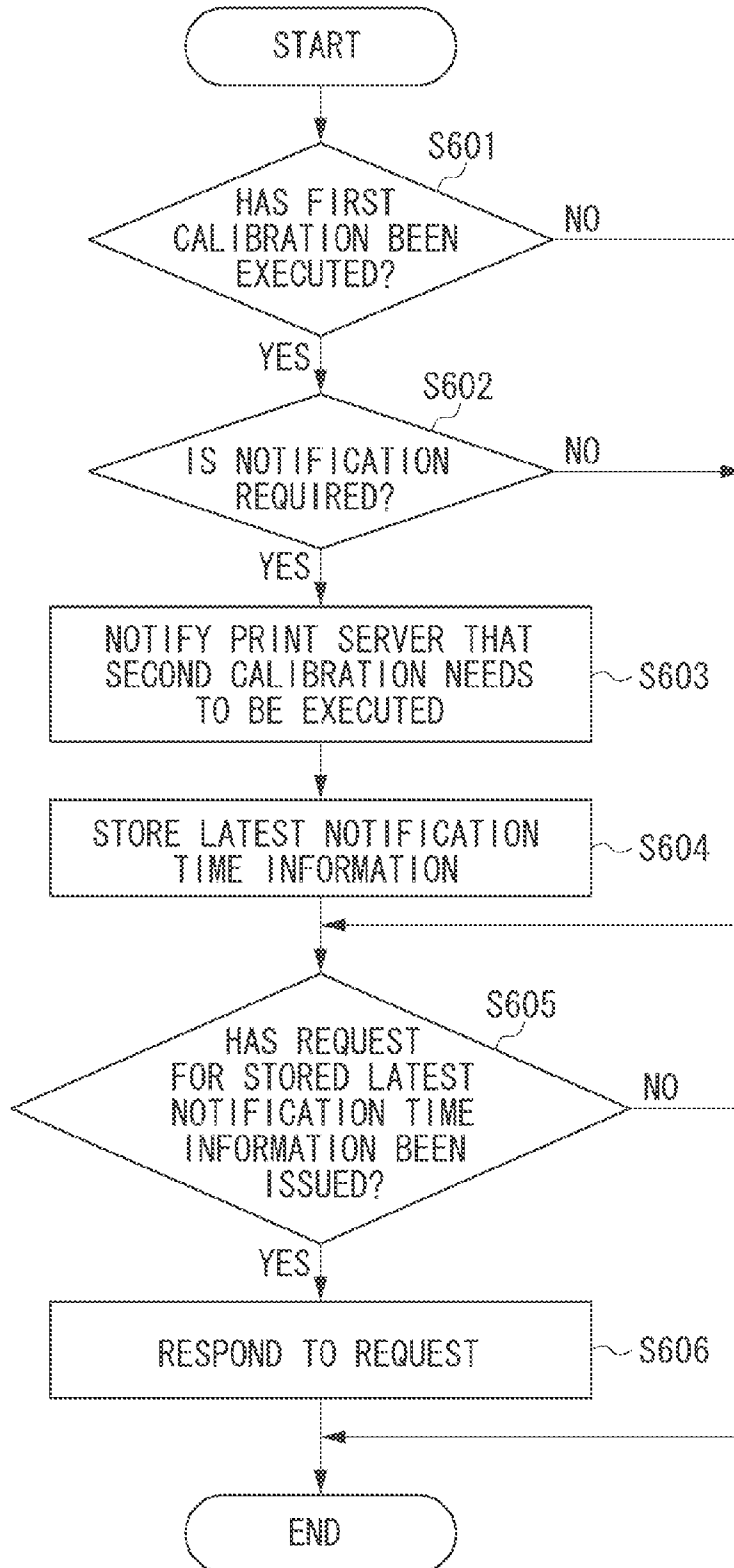 START
S601
HAS FIRST
CALIBRATION BEEN
EXECUTED?
NO
YES
S602
IS NOTIFICATION
REQUIRED?
NO
YES
NOTIFY PRINT SERVER THAT
SECOND CALIBRATION NEEDS
TO BE EXECUTED
S603
STORE LATEST NOTIFICATION
TIME INFORMATION
S604
S605
HAS REQUEST
FOR STORED LATEST
NOTIFICATION TIME
INFORMATION BEEN
ISSUED?
NO
YES
RESPOND TO REQUEST
S606
END